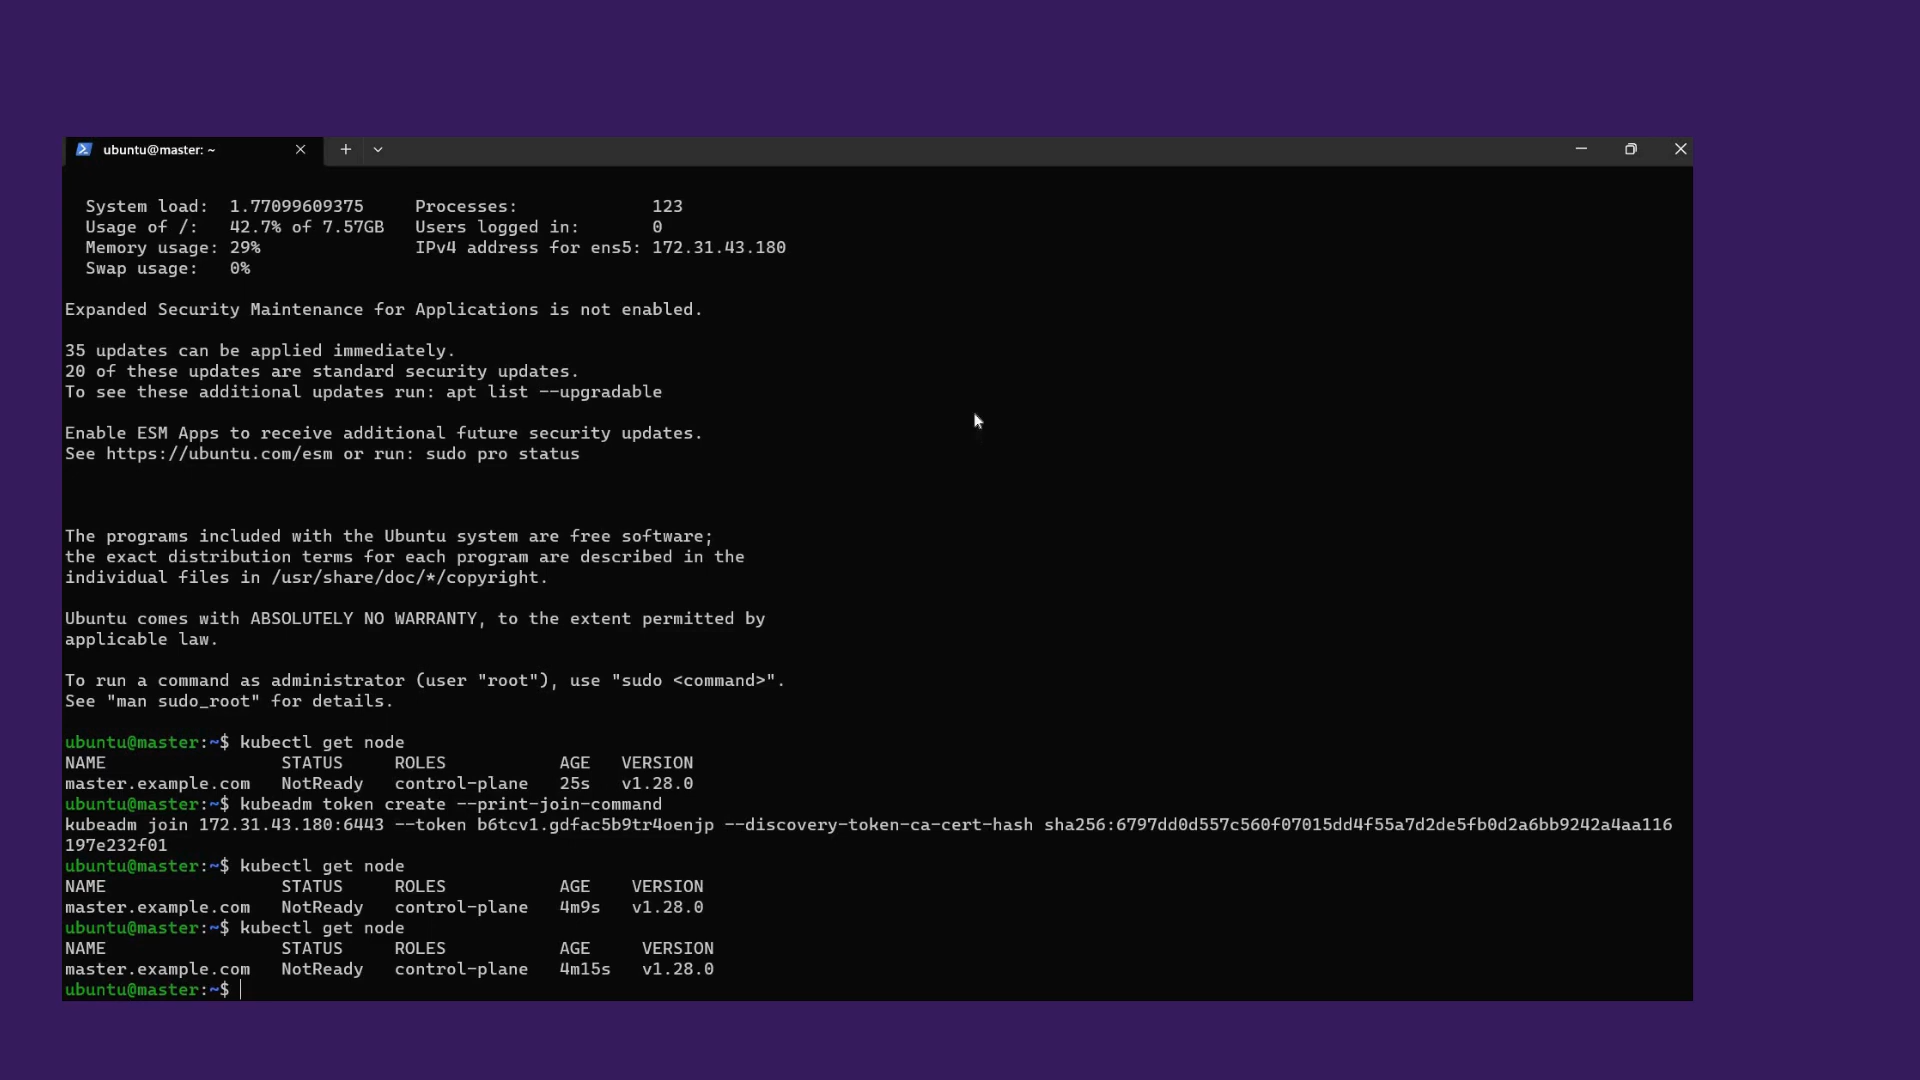 ubuntu@master: ~
System load: 1.77099609375 Processes: 123
Usage of /: 42.7% of 7.57GB Users logged in: 0
Memory usage: 29% IPv4 address for ens5: 172.31.43.180
Swap usage: 0%
Expanded Security Maintenance for Applications is not enabled.
35 updates can be applied immediately.
20 of these updates are standard security updates.
To see these additional updates run: apt list --upgradable
Enable ESM Apps to receive additional future security updates.
See https://ubuntu.com/esm or run: sudo pro status
The programs included with the Ubuntu system are free software;
the exact distribution terms for each program are described in the
individual files in /usr/share/doc/*/copyright.
Ubuntu comes with ABSOLUTELY NO WARRANTY, to the extent permitted by
applicable law.
To run a command as administrator (user "root"), use "sudo <command>".
See "man sudo_root" for details.
ubuntu@master:~$ kubectl get node
NAME STATUS ROLES AGE VERSION
master.example.com NotReady control-plane 25s v1.28.0
ubuntu@master:~$ kubeadm token create --print-join-command
kubeadm join 172.31.43.180:6443 --token b6tcv1.gdfac5b9tr4oenjp --discovery-token-ca-cert-hash sha256:6797dd0d557c560f07015dd4f55a7d2de5fb0d2a6bb9242a4aa116
197e232f01
ubuntu@master:~$ kubectl get node
NAME STATUS ROLES AGE VERSION
master.example.com NotReady control-plane 4m9s v1.28.0
ubuntu@master:~$ kubectl get node
NAME STATUS ROLES AGE VERSION
master.example.com NotReady control-plane 4m15s v1.28.0
ubuntu@master:~$